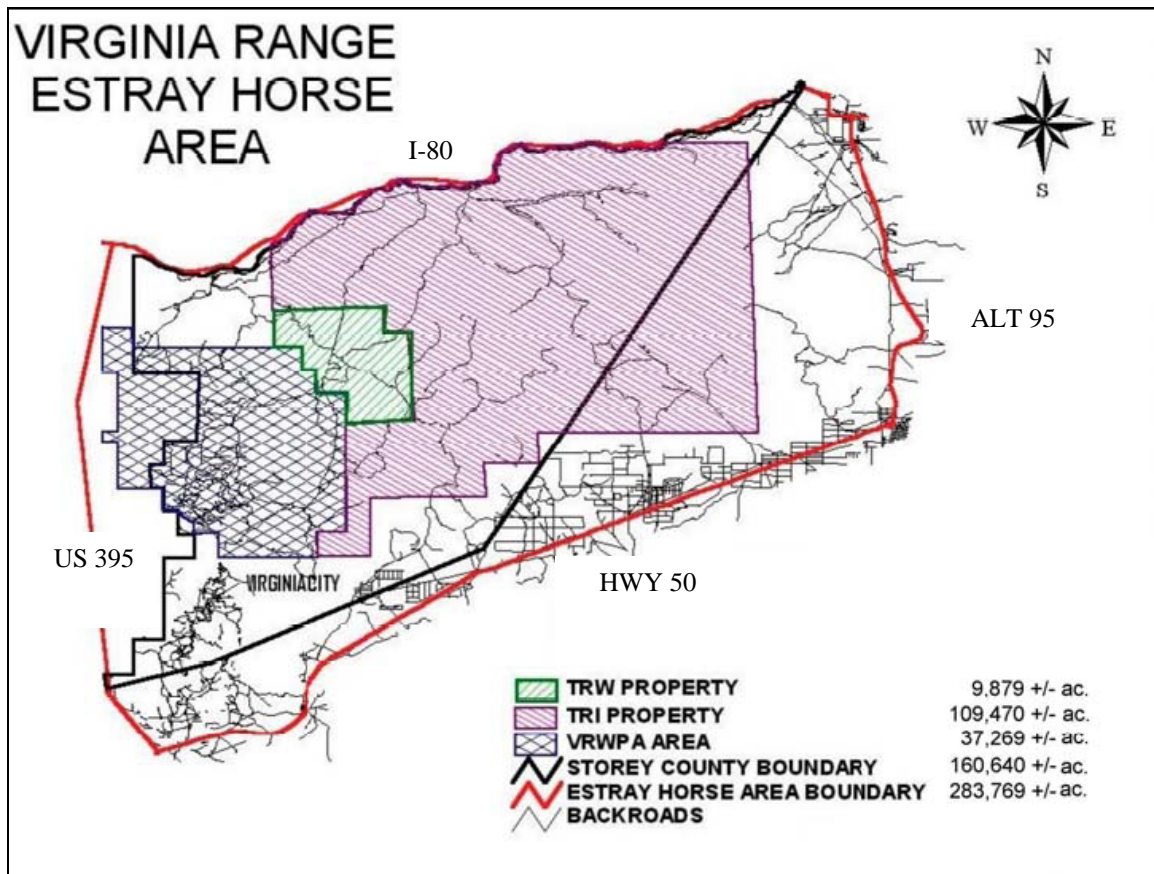 VIRGINIA RANGE
ESTRAY HORSE
AREA
I-80
N
W E
S
ALT 95
US 395
VIRGINIA CITY
HWY 50
TRW PROPERTY 9,879 +/- ac.
TRI PROPERTY 109,470 +/- ac.
VRWPA AREA 37,269 +/- ac.
STOREY COUNTY BOUNDARY 160,640 +/- ac.
ESTRAY HORSE AREA BOUNDARY 283,769 +/- ac.
BACKROADS